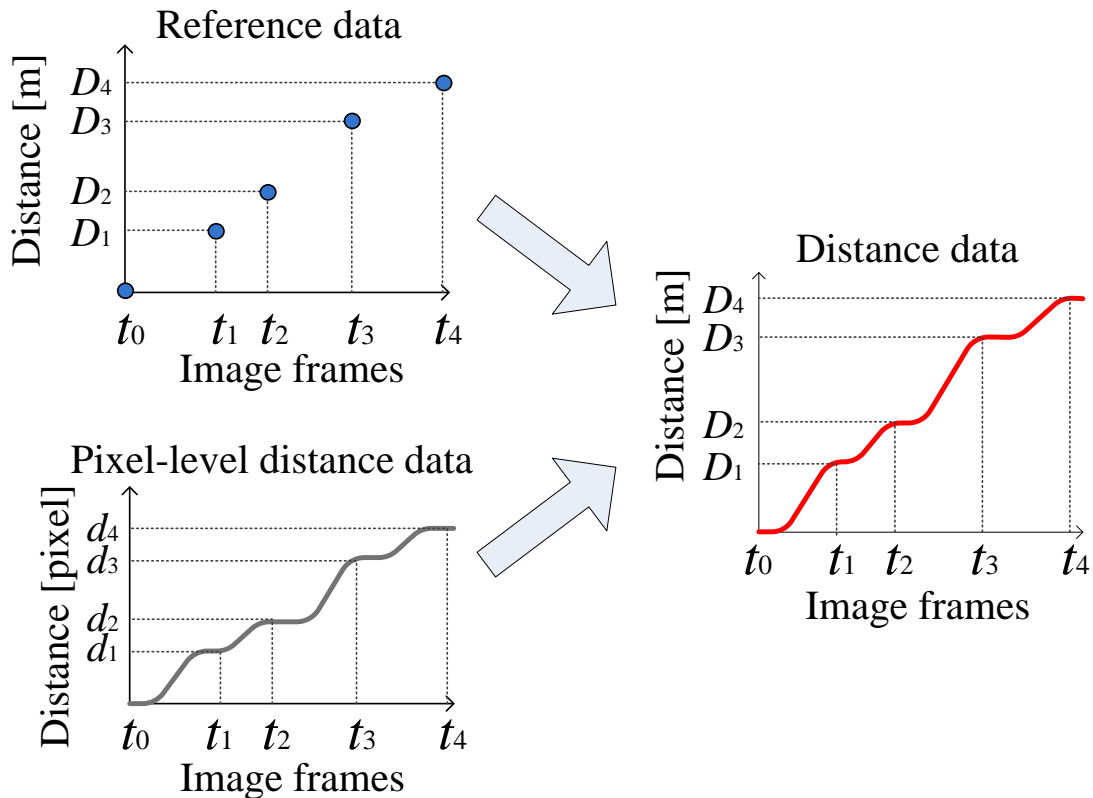 Reference data
Distance [m]
D4
D3
D2
D1
t0 t1 t2 t3 t4
Image frames
Pixel-level distance data
Distance [pixel]
d4
d3
d2
d1
t0 t1 t2 t3 t4
Image frames
Distance data
Distance [m]
D4
D3
D2
D1
t0 t1 t2 t3 t4
Image frames